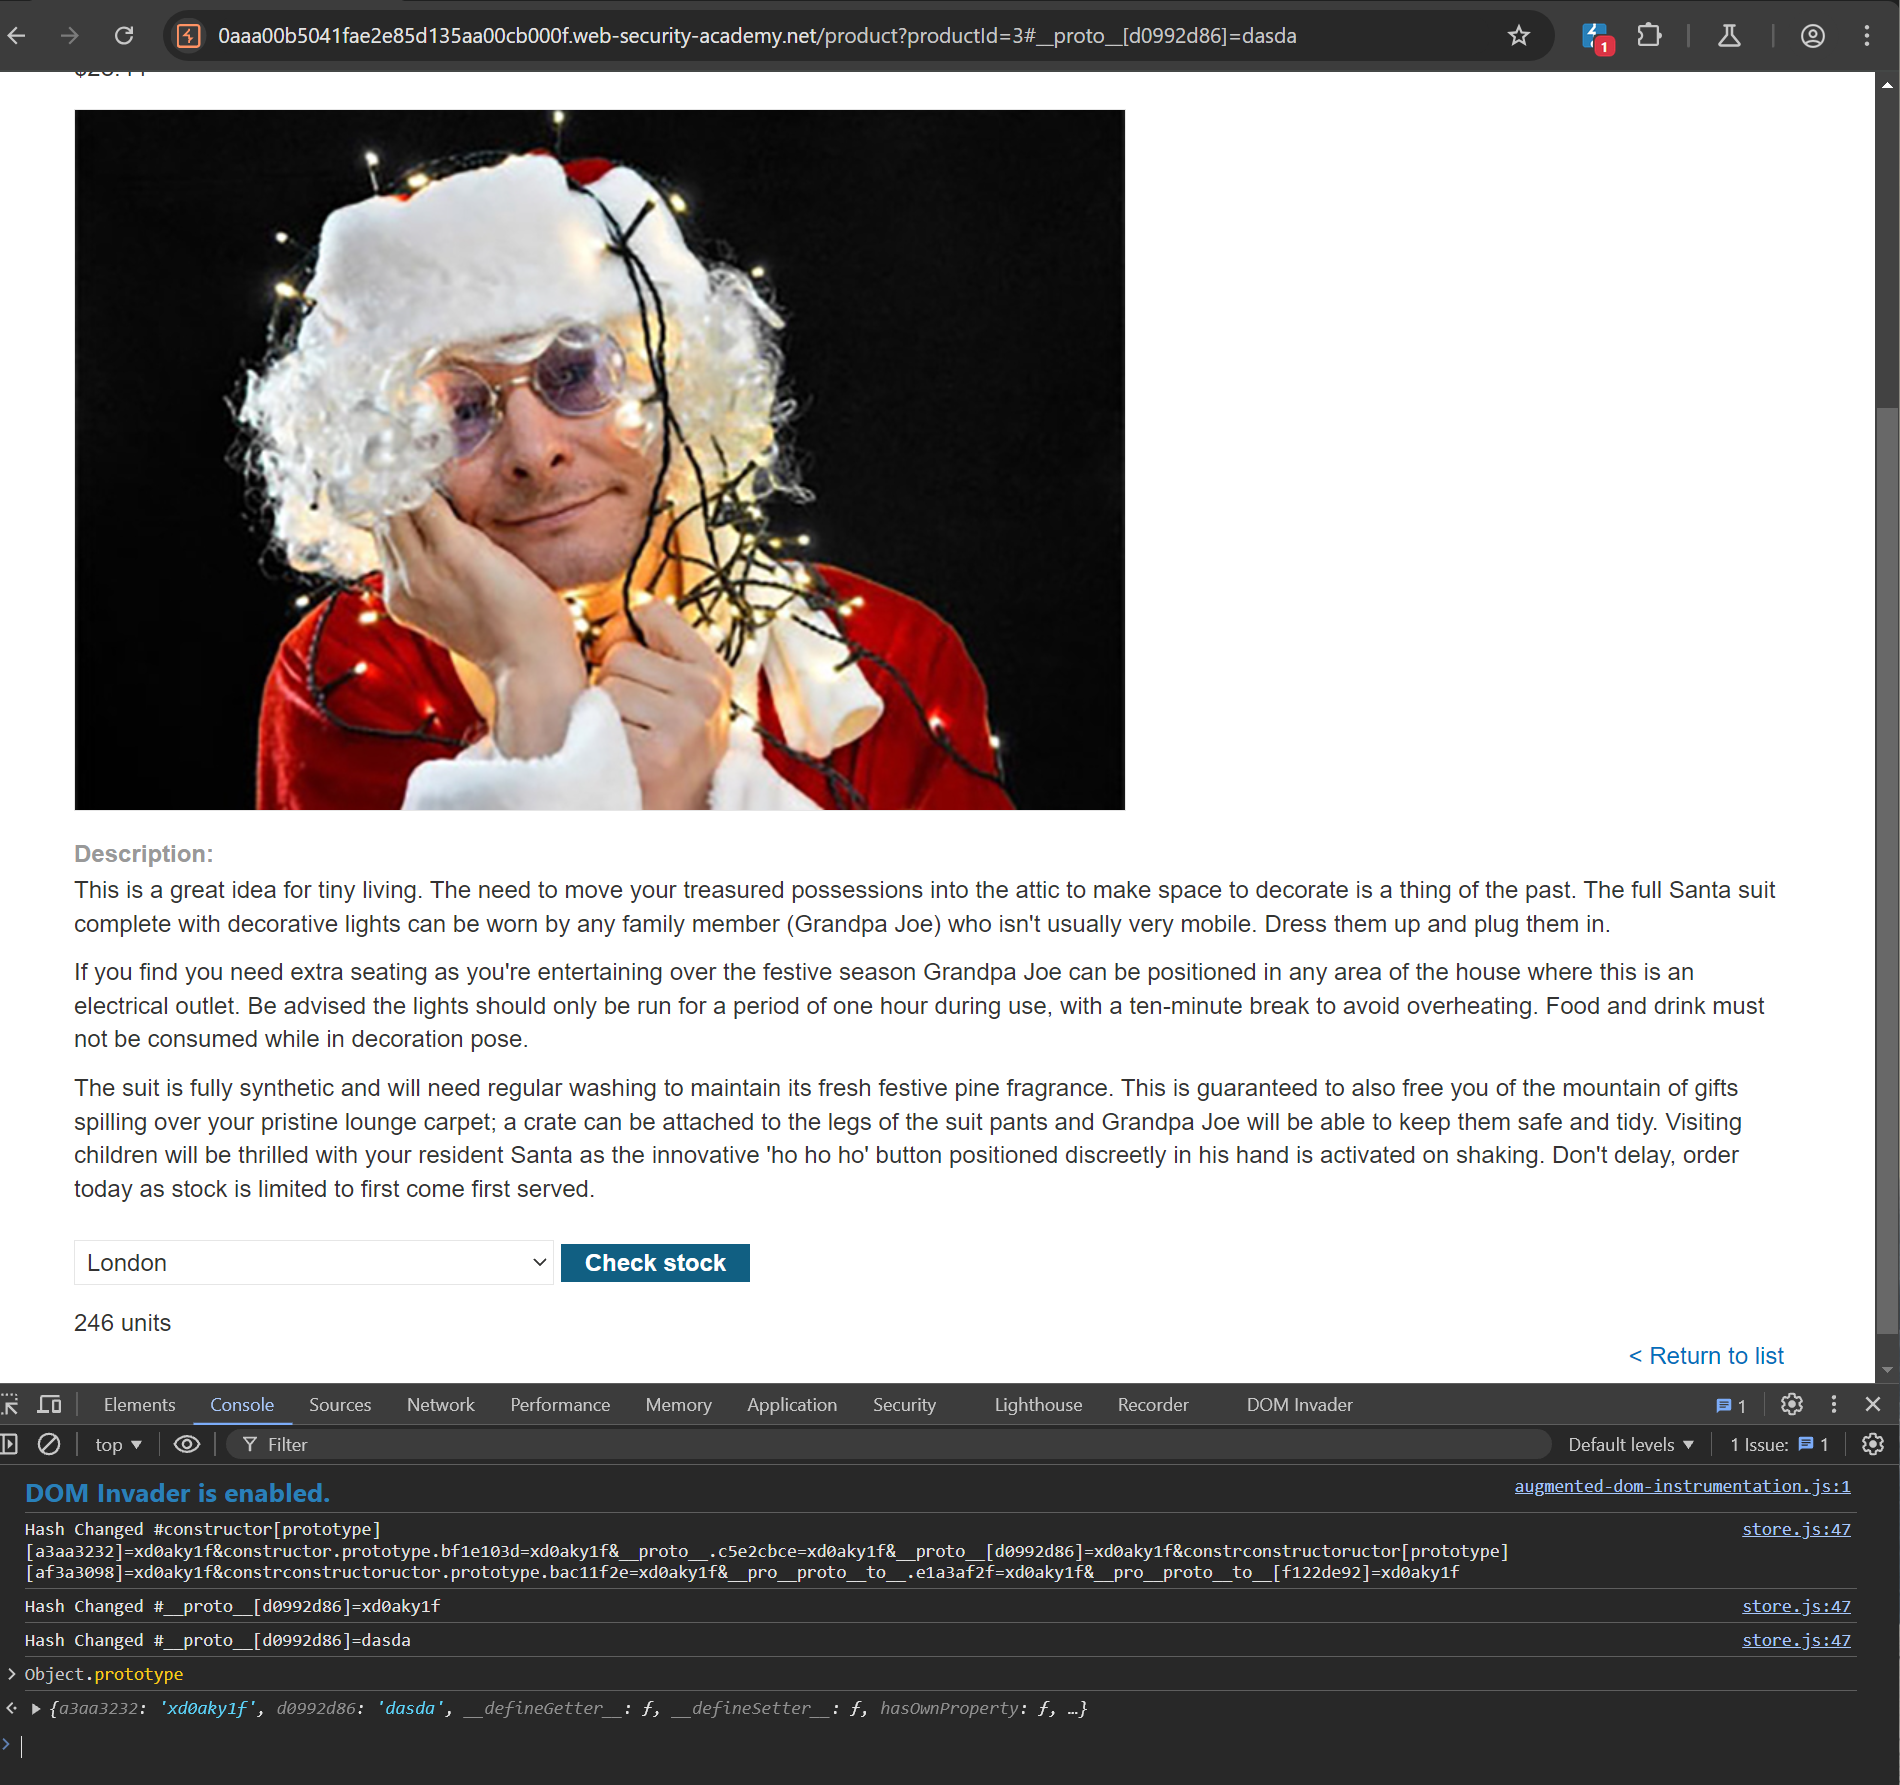 0aaa00b5041fae2e85d135aa00cb000f.web-security-academy.net/product?productId=3#__proto__[d0992d86]=dasda
1
Description:
This is a great idea for tiny living. The need to move your treasured possessions into the attic to make space to decorate is a thing of the past. The full Santa suit
complete with decorative lights can be worn by any family member (Grandpa Joe) who isn't usually very mobile. Dress them up and plug them in.
If you find you need extra seating as you're entertaining over the festive season Grandpa Joe can be positioned in any area of the house where this is an
electrical outlet. Be advised the lights should only be run for a period of one hour during use, with a ten-minute break to avoid overheating. Food and drink must
not be consumed while in decoration pose.
The suit is fully synthetic and will need regular washing to maintain its fresh festive pine fragrance. This is guaranteed to also free you of the mountain of gifts
spilling over your pristine lounge carpet; a crate can be attached to the legs of the suit pants and Grandpa Joe will be able to keep them safe and tidy. Visiting
children will be thrilled with your resident Santa as the innovative 'ho ho ho' button positioned discreetly in his hand is activated on shaking. Don't delay, order
today as stock is limited to first come first served.
London Check stock
246 units
< Return to list
Elements Console Sources Network Performance Memory Application Security Lighthouse Recorder DOM Invader 1
top Filter Default levels 1 Issue: 1
DOM Invader is enabled. augmented-dom-instrumentation.js:1
Hash Changed #constructor[prototype] store.js:47
[a3aa3232]=xd0aky1f&constructor.prototype.bf1e103d=xd0aky1f&__proto__.c5e2cbce=xd0aky1f&__proto__[d0992d86]=xd0aky1f&constrconstructoructor[prototype]
[af3a3098]=xd0aky1f&constrconstructoructor.prototype.bac11f2e=xd0aky1f&__pro__proto__to__.e1a3af2f=xd0aky1f&__pro__proto__to__[f122de92]=xd0aky1f
Hash Changed #__proto__[d0992d86]=xd0aky1f store.js:47
Hash Changed #__proto__[d0992d86]=dasda store.js:47
> Object.prototype
{a3aa3232: 'xd0aky1f', d0992d86: 'dasda', __defineGetter__: ƒ, __defineSetter__: ƒ, hasOwnProperty: ƒ, …}
>